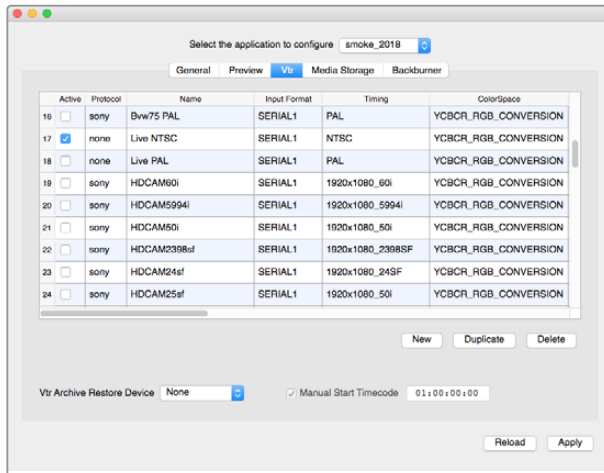 Select the application to configure smoke_2018
General Preview Vtr Media Storage Backburner
Active Protocol Name Input Format Timing ColorSpace
16 sony Bvw75 PAL SERIAL1 PAL YCBCR_RGB_CONVERSION
17 none Live NTSC SERIAL1 NTSC YCBCR_RGB_CONVERSION
18 none Live PAL SERIAL1 PAL YCBCR_RGB_CONVERSION
19 sony HDCAM60i SERIAL1 1920x1080_60i YCBCR_RGB_CONVERSION
20 sony HDCAM5994i SERIAL1 1920x1080_5994i YCBCR_RGB_CONVERSION
21 sony HDCAM50i SERIAL1 1920x1080_50i YCBCR_RGB_CONVERSION
22 sony HDCAM2398sf SERIAL1 1920x1080_2398SF YCBCR_RGB_CONVERSION
23 sony HDCAM24sf SERIAL1 1920x1080_24SF YCBCR_RGB_CONVERSION
24 sony HDCAM25sf SERIAL1 1920x1080_50i YCBCR_RGB_CONVERSION
New Duplicate Delete
Vtr Archive Restore Device None Manual Start Timecode 01:00:00:00
Reload Apply